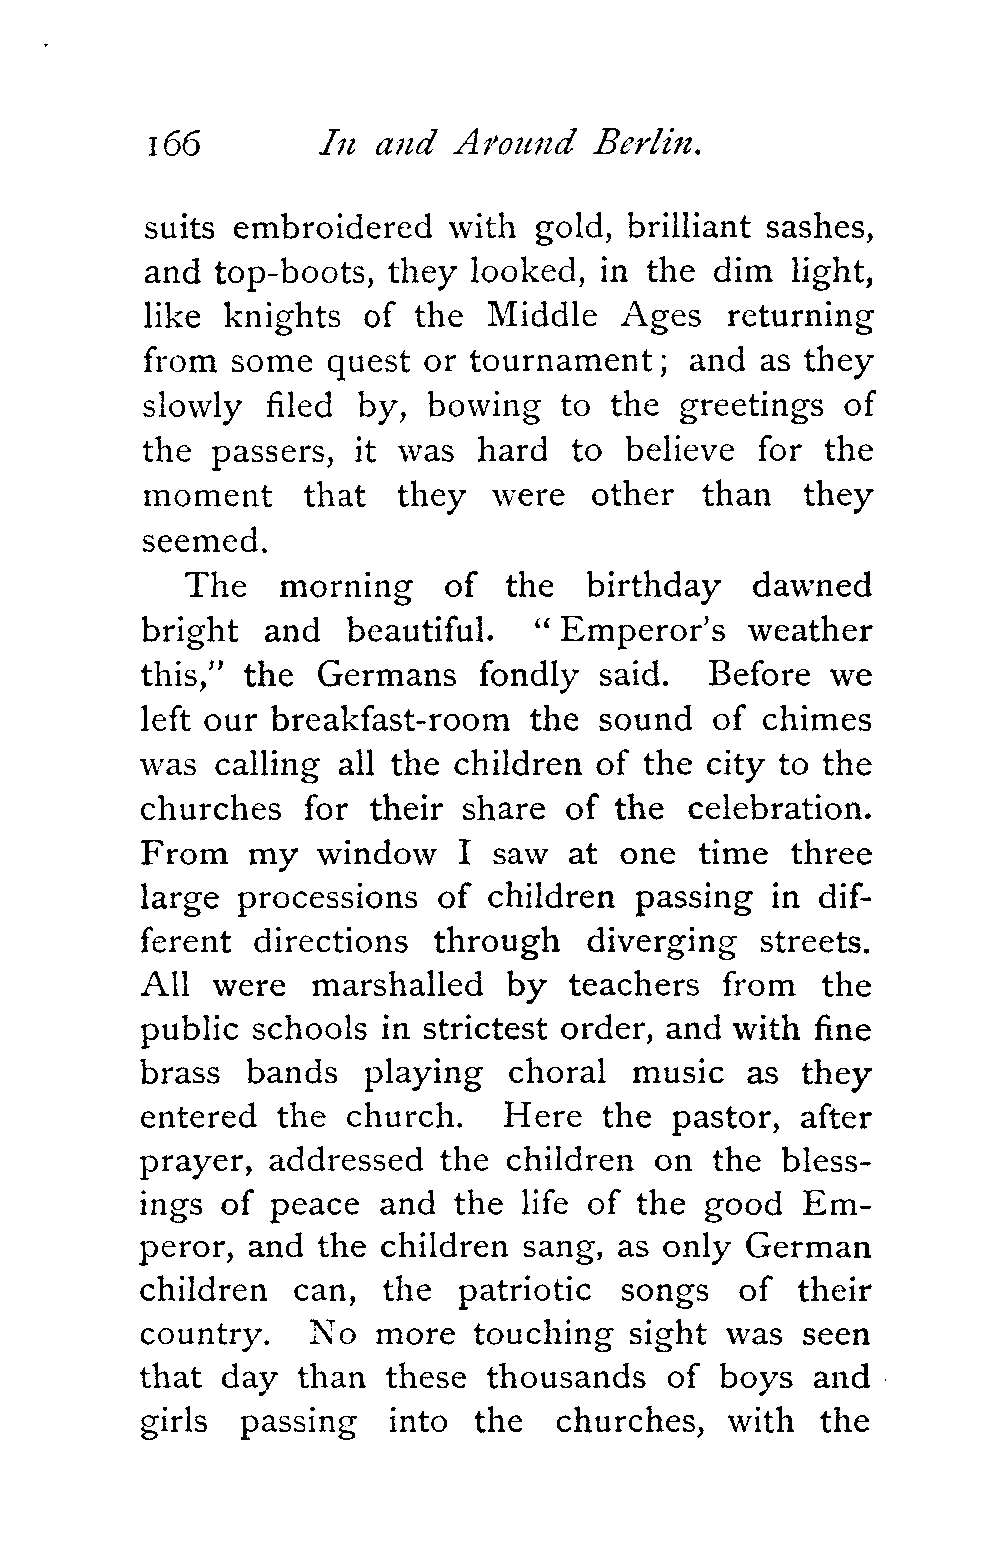 166 In and Around Berlin.
suits embroidered with gold, brilliant sashes,
and top-boots, they looked, in the dim light,
like knights of the Middle Ages returning
from some quest or tournament; and as they
slowly filed by, bowing to the greetings of
the passers, it was hard to believe for the
moment that they were other than they
seemed.
The morning of the birthday dawned
bright and beautiful. “Emperor’s weather
this,” the Germans fondly said. Before we
left our breakfast-room the sound of chimes
was calling all the children of the city to the
churches for their share of the celebration.
From my window I saw at one time three
large processions of children passing in dif-
ferent directions through diverging streets.
All were marshalled by teachers from the
public schools in strictest order, and with fine
brass bands playing choral music as they
entered the church. Here the pastor, after
prayer, addressed the children on the bless-
ings of peace and the life of the good Em-
peror, and the children sang, as only German
children can, the patriotic songs of their
country. No more touching sight was seen
that day than these thousands of boys and
girls passing into the churches, with the